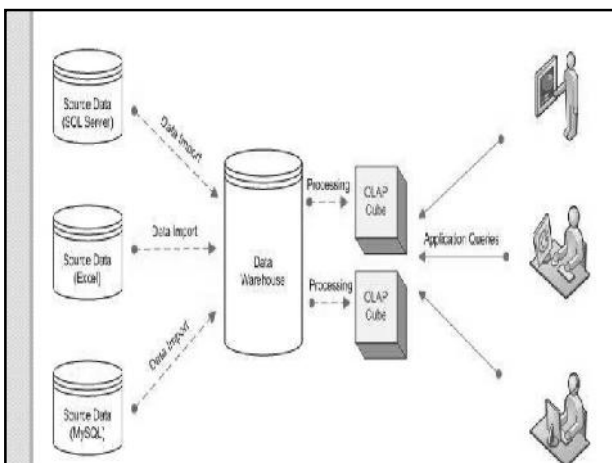 Source Data
(SQL Server)
Data Import
Source Data
(Excel)
Data Import
Source Data
(MySQL)
Data Import
Data
Warehouse
Processing
OLAP
Cube
Processing
OLAP
Cube
Application Queries